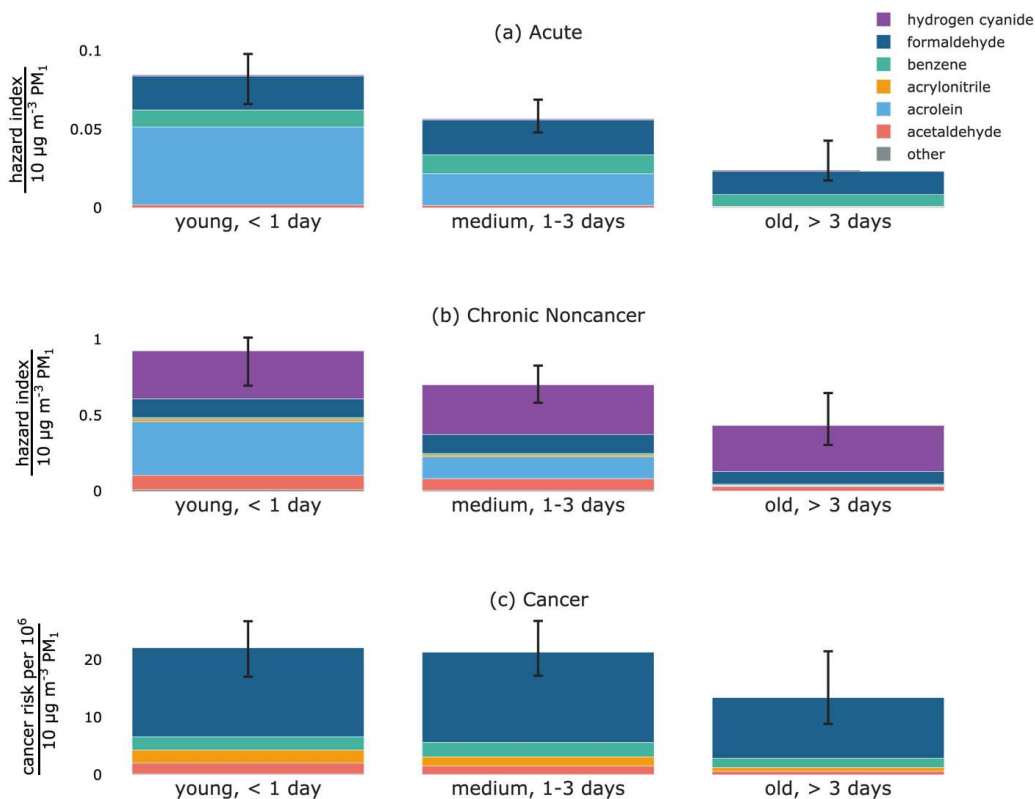 hydrogen cyanide
formaldehyde
benzene
acrylonitrile
acrolein
acetaldehyde
other
(a) Acute
hazard index
10 µg m⁻³ PM₁
0.1
0.05
0
young, < 1 day
medium, 1-3 days
old, > 3 days
(b) Chronic Noncancer
hazard index
10 µg m⁻³ PM₁
1
0.5
0
young, < 1 day
medium, 1-3 days
old, > 3 days
(c) Cancer
cancer risk per 10⁶
10 µg m⁻³ PM₁
20
10
0
young, < 1 day
medium, 1-3 days
old, > 3 days